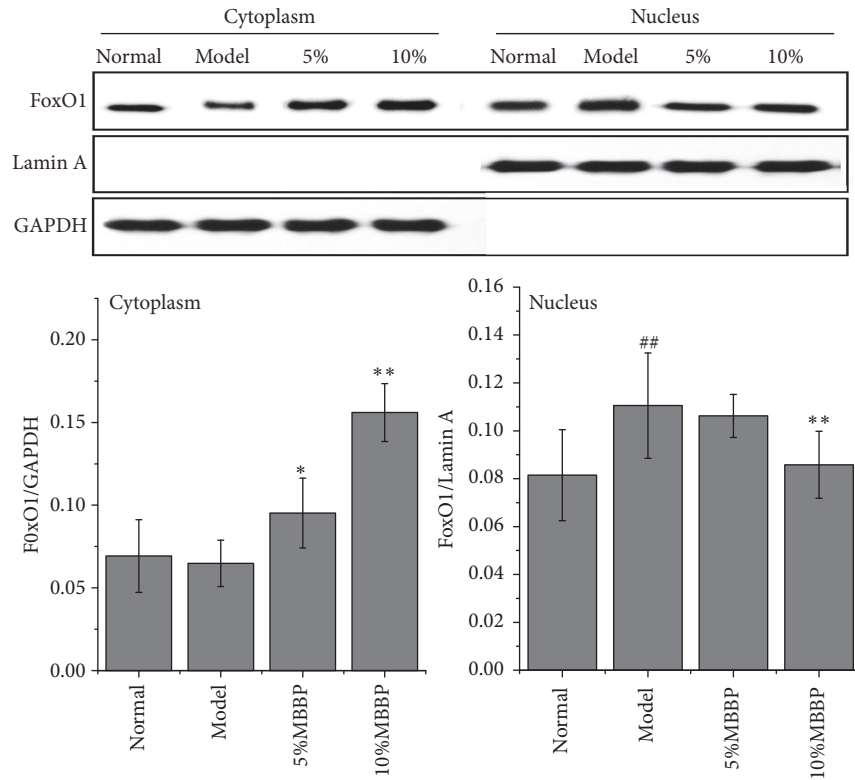 Cytoplasm Nucleus
Normal Model 5% 10% Normal Model 5% 10%
FoxO1
Lamin A
GAPDH
Cytoplasm
0.20
0.15
0.10
0.05
0.00
F0xO1/GAPDH
*
**
Normal
Model
5%MBBP
10%MBBP
Nucleus
0.16
0.14
0.12
0.10
0.08
0.06
0.04
0.02
0.00
FoxO1/Lamin A
##
**
Normal
Model
5%MBBP
10%MBBP